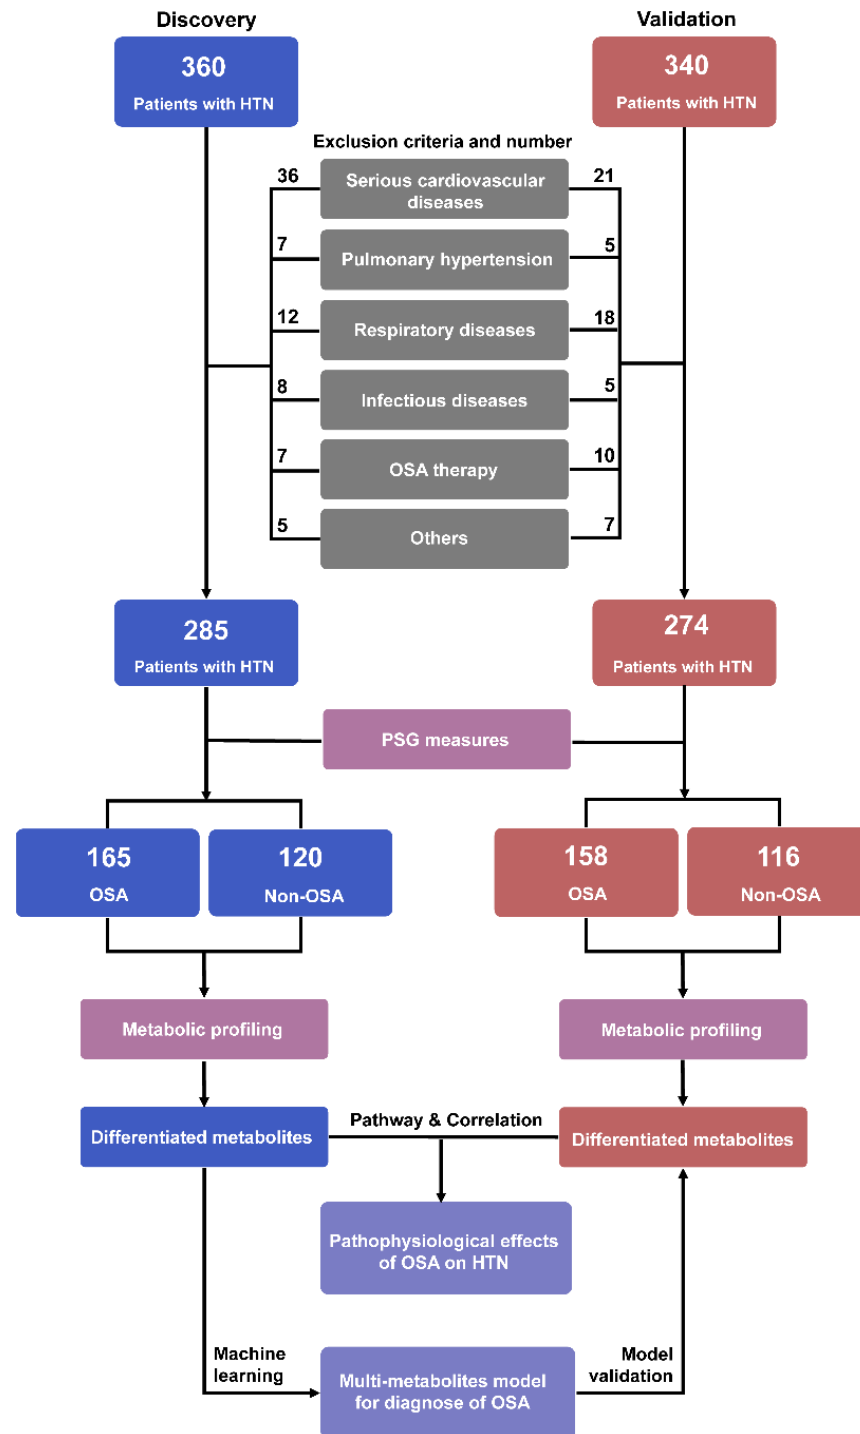 Discovery
Validation
360
Patients with HTN
340
Patients with HTN
Exclusion criteria and number
36
Serious cardiovascular
diseases
21
7
Pulmonary hypertension
5
12
Respiratory diseases
18
8
Infectious diseases
5
7
OSA therapy
10
5
Others
7
285
Patients with HTN
274
Patients with HTN
PSG measures
165
OSA
120
Non-OSA
158
OSA
116
Non-OSA
Metabolic profiling
Metabolic profiling
Differentiated metabolites
Pathway & Correlation
Differentiated metabolites
Pathophysiological effects
of OSA on HTN
Machine
learning
Multi-metabolites model
for diagnose of OSA
Model
validation